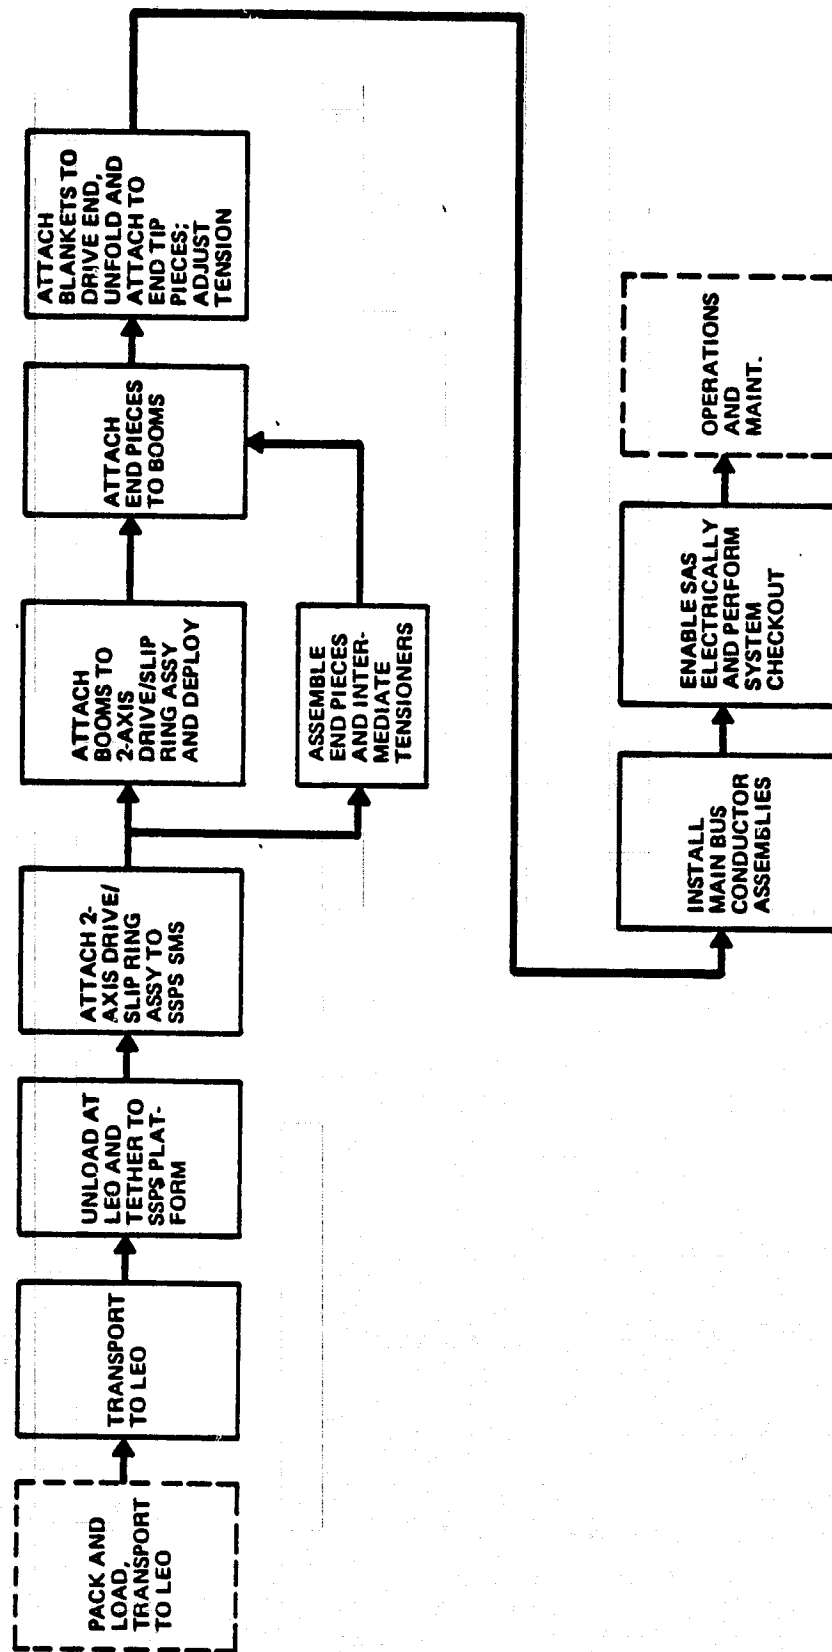 PACK AND
LOAD,
TRANSPORT
TO LEO
TRANSPORT
TO LEO
UNLOAD AT
LEO AND
TETHER TO
SSPS PLAT-
FORM
ATTACH 2-
AXIS DRIVE/
SLIP RING
ASSY TO
SSPS SMS
ATTACH
BOOMS TO
2-AXIS
DRIVE/SLIP
RING ASSY
AND DEPLOY
ASSEMBLE
END PIECES
AND INTER-
MEDIATE
TENSIONERS
ATTACH
END PIECES
TO BOOMS
ATTACH
BLANKETS TO
DRIVE END,
UNFOLD AND
ATTACH TO
END TIP
PIECES;
ADJUST
TENSION
INSTALL
MAIN BUS
CONDUCTOR
ASSEMBLIES
ENABLE SAS
ELECTRICALLY
AND PERFORM
SYSTEM
CHECKOUT
OPERATIONS
AND
MAINT.